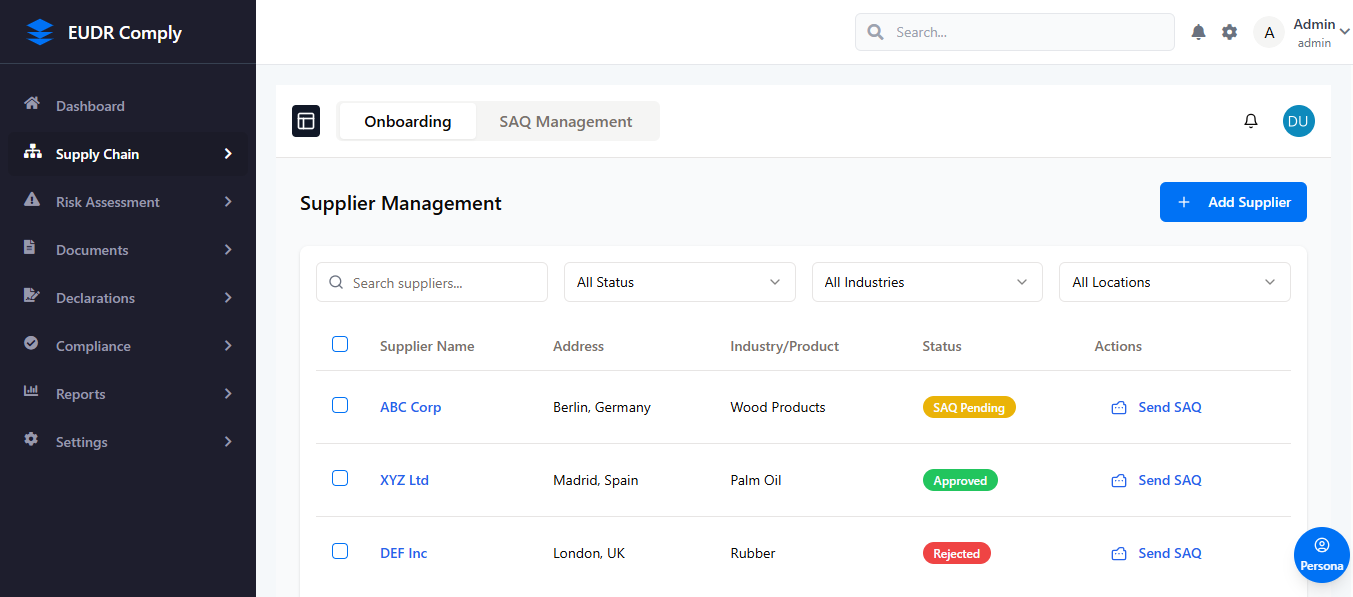 EUDR Comply
Search...
A
Admin
admin
Dashboard
Supply Chain
Risk Assessment
Documents
Declarations
Compliance
Reports
Settings
Onboarding
SAQ Management
DU
Supplier Management
Add Supplier
Search suppliers...
All Status
All Industries
All Locations
Supplier Name Address Industry/Product Status Actions
ABC Corp Berlin, Germany Wood Products SAQ Pending Send SAQ
XYZ Ltd Madrid, Spain Palm Oil Approved Send SAQ
DEF Inc London, UK Rubber Rejected Send SAQ
Persona